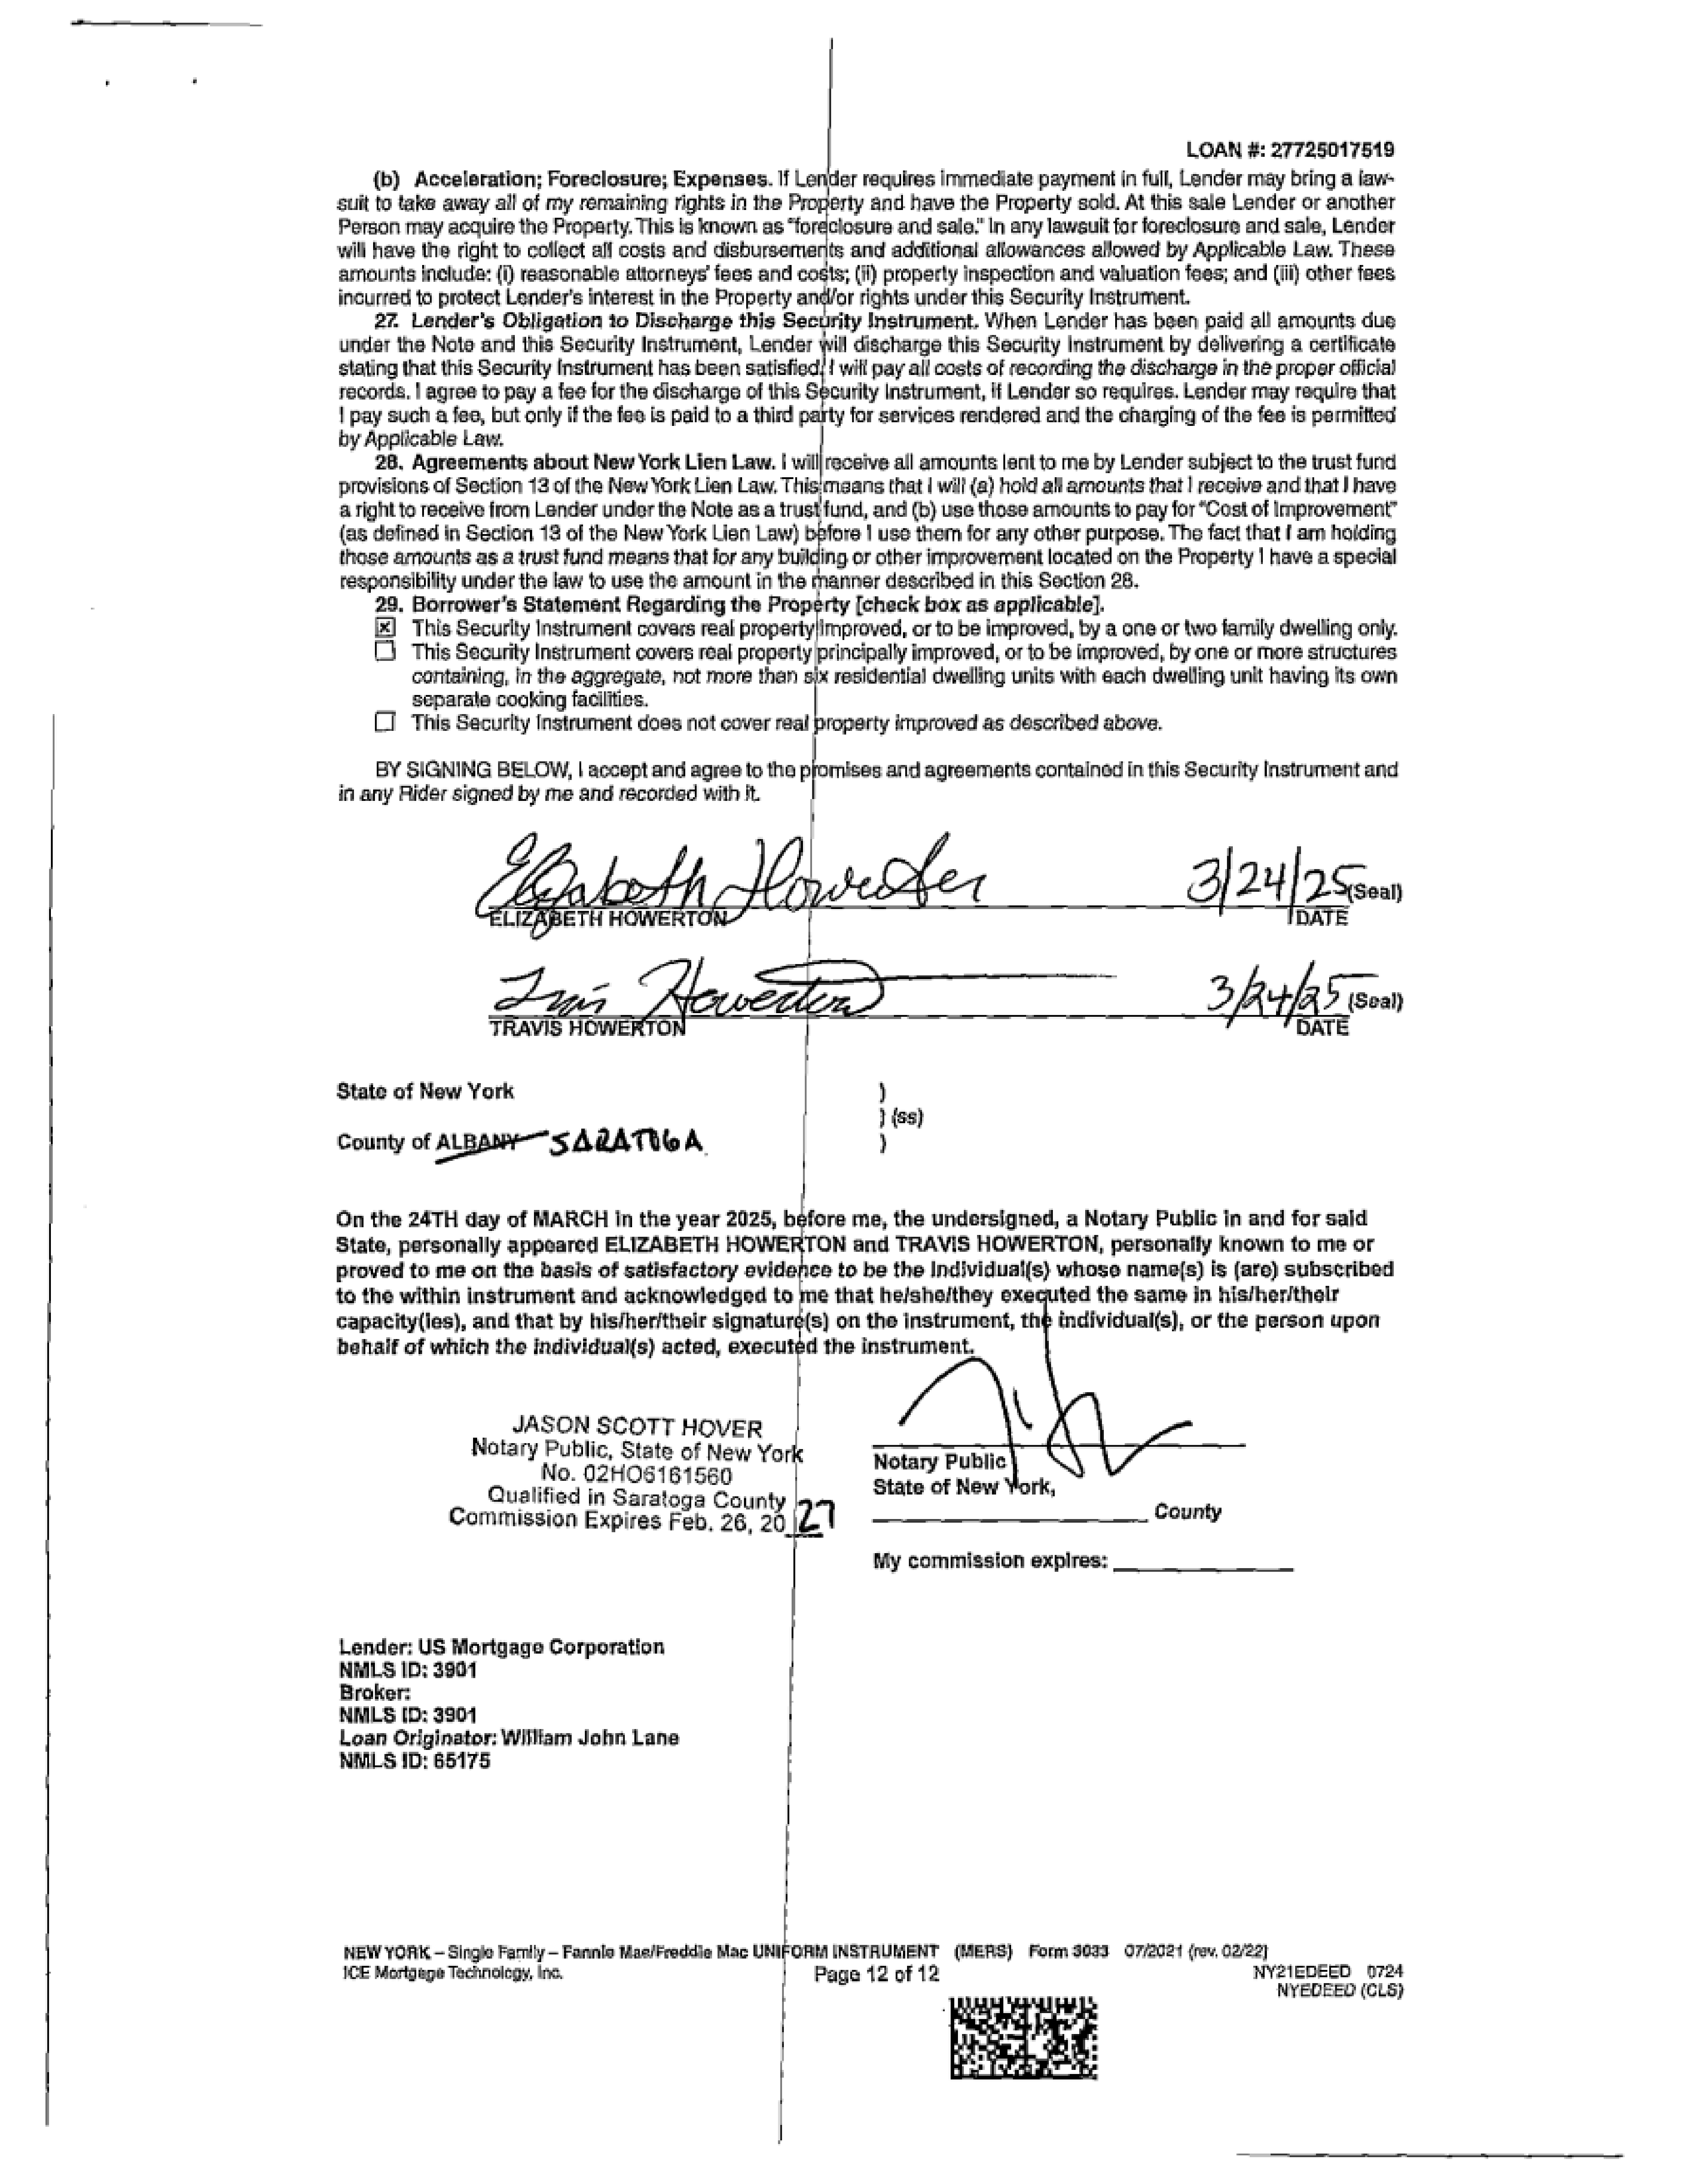 LOAN #: 27725017519
(b) Acceleration; Foreclosure; Expenses. If Lender requires immediate payment in full, Lender may bring a law-
suit to take away all of my remaining rights in the Property and have the Property sold. At this sale Lender or another
Person may acquire the Property. This is known as "foreclosure and sale." In any lawsuit for foreclosure and sale, Lender
will have the right to collect all costs and disbursements and additional allowances allowed by Applicable Law. These
amounts include: (i) reasonable attorneys' fees and costs; (ii) property inspection and valuation fees; and (iii) other fees
incurred to protect Lender's interest in the Property and/or rights under this Security Instrument.
27. Lender's Obligation to Discharge this Security Instrument. When Lender has been paid all amounts due
under the Note and this Security Instrument, Lender will discharge this Security Instrument by delivering a certificate
stating that this Security Instrument has been satisfied. I will pay all costs of recording the discharge in the proper official
records. I agree to pay a fee for the discharge of this Security Instrument, if Lender so requires. Lender may require that
I pay such a fee, but only if the fee is paid to a third party for services rendered and the charging of the fee is permitted
by Applicable Law.
28. Agreements about New York Lien Law. I will receive all amounts lent to me by Lender subject to the trust fund
provisions of Section 13 of the New York Lien Law. This means that I will (a) hold all amounts that I receive and that I have
a right to receive from Lender under the Note as a trust fund, and (b) use those amounts to pay for "Cost of Improvement"
(as defined in Section 13 of the New York Lien Law) before I use them for any other purpose. The fact that I am holding
those amounts as a trust fund means that for any building or other improvement located on the Property I have a special
responsibility under the law to use the amount in the manner described in this Section 28.
29. Borrower's Statement Regarding the Property [check box as applicable].
☒ This Security Instrument covers real property improved, or to be improved, by a one or two family dwelling only.
☐ This Security Instrument covers real property principally improved, or to be improved, by one or more structures
containing, in the aggregate, not more than six residential dwelling units with each dwelling unit having its own
separate cooking facilities.
☐ This Security Instrument does not cover real property improved as described above.
BY SIGNING BELOW, I accept and agree to the promises and agreements contained in this Security Instrument and
in any Rider signed by me and recorded with it.
Elizabeth Howerton 3/24/25 (Seal)
ELIZABETH HOWERTON DATE
Travis Howerton 3/24/25 (Seal)
TRAVIS HOWERTON DATE
State of New York )
) (ss)
County of ALBANY SARATOGA )
On the 24TH day of MARCH in the year 2025, before me, the undersigned, a Notary Public in and for said
State, personally appeared ELIZABETH HOWERTON and TRAVIS HOWERTON, personally known to me or
proved to me on the basis of satisfactory evidence to be the individual(s) whose name(s) is (are) subscribed
to the within instrument and acknowledged to me that he/she/they executed the same in his/her/their
capacity(ies), and that by his/her/their signature(s) on the instrument, the individual(s), or the person upon
behalf of which the individual(s) acted, executed the instrument.
JASON SCOTT HOVER
Notary Public, State of New York
No. 02HO6161560
Qualified in Saratoga County
Commission Expires Feb. 26, 20 27
Notary Public
State of New York,
County
My commission expires:
Lender: US Mortgage Corporation
NMLS ID: 3901
Broker:
NMLS ID: 3901
Loan Originator: William John Lane
NMLS ID: 65175
NEW YORK – Single Family – Fannie Mae/Freddie Mac UNIFORM INSTRUMENT (MERS) Form 3033 07/2021 (rev. 02/22)
ICE Mortgage Technology, Inc. Page 12 of 12 NY21EDEED 0724
NYEDEED (CLS)